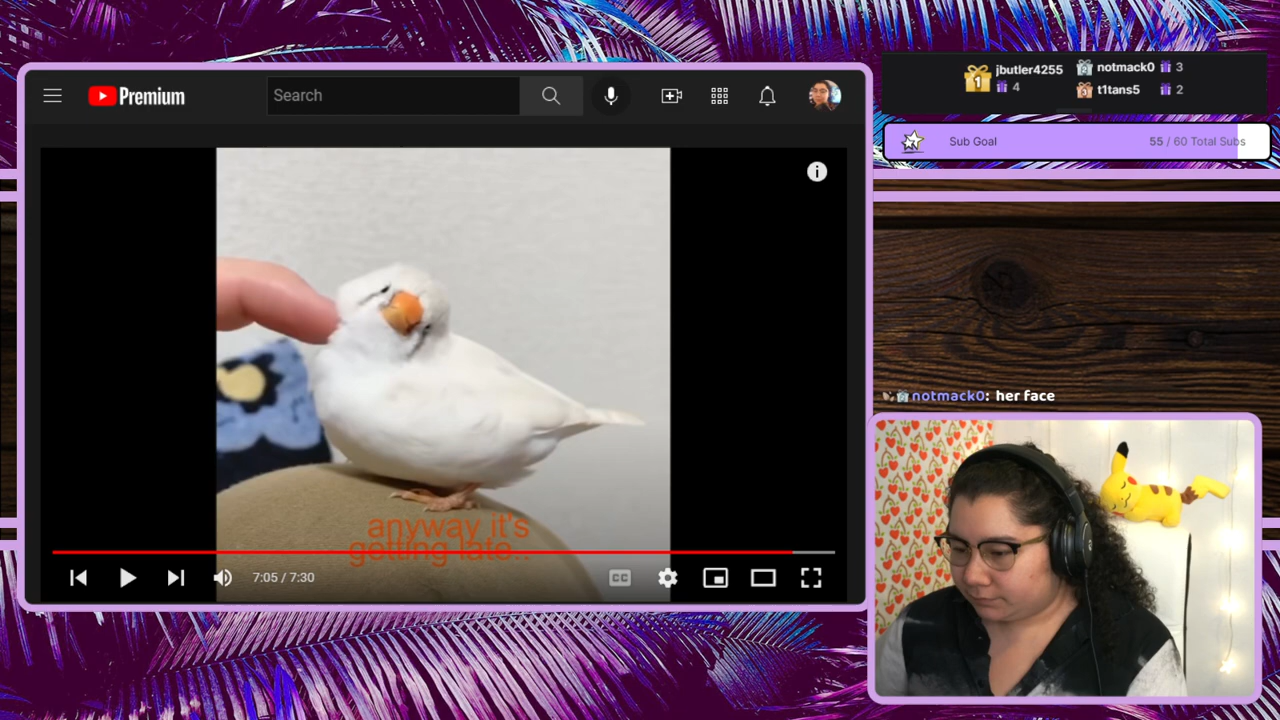 Premium
Search
jbutler4255
4
notmack0 3
t1tans5 2
Sub Goal
55 / 60 Total Subs
notmack0: her face
anyway it's
getting late..
7:05 / 7:30
CC